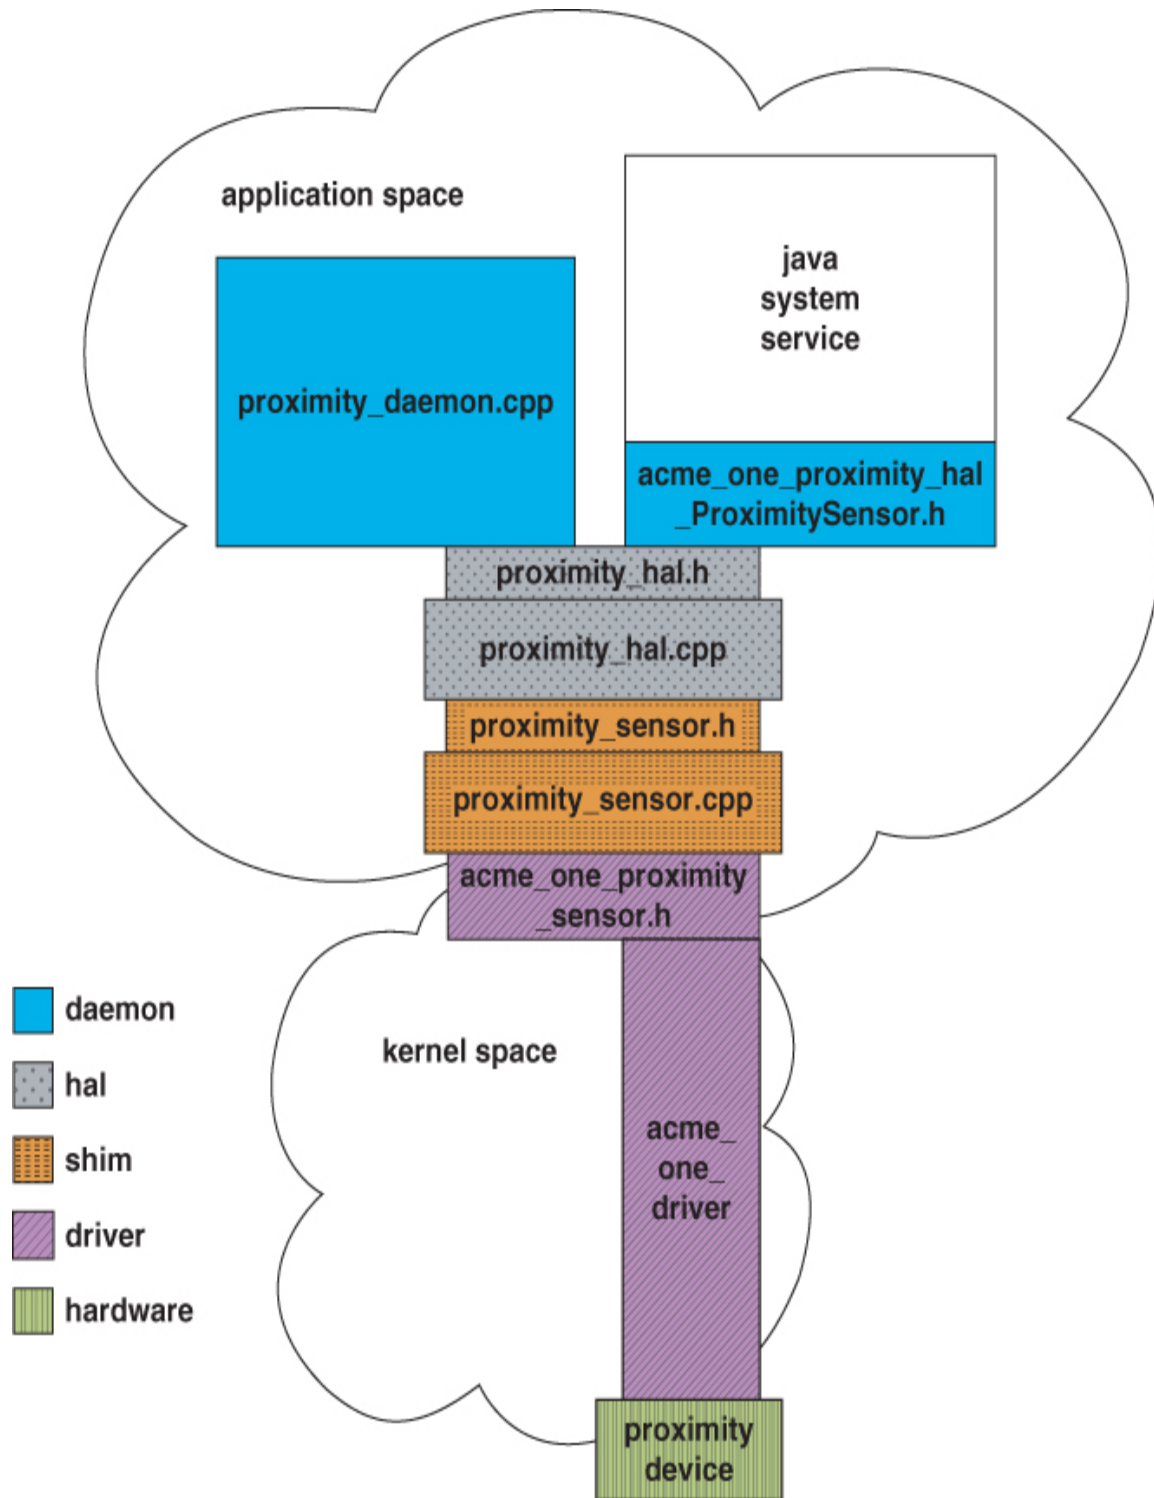 application space
java
system
service
proximity_daemon.cpp
acme_one_proximity_hal
_ProximitySensor.h
proximity_hal.h
proximity_hal.cpp
proximity_sensor.h
proximity_sensor.cpp
acme_one_proximity
_sensor.h
daemon
hal
shim
driver
hardware
kernel space
acme_
one_
driver
proximity
device